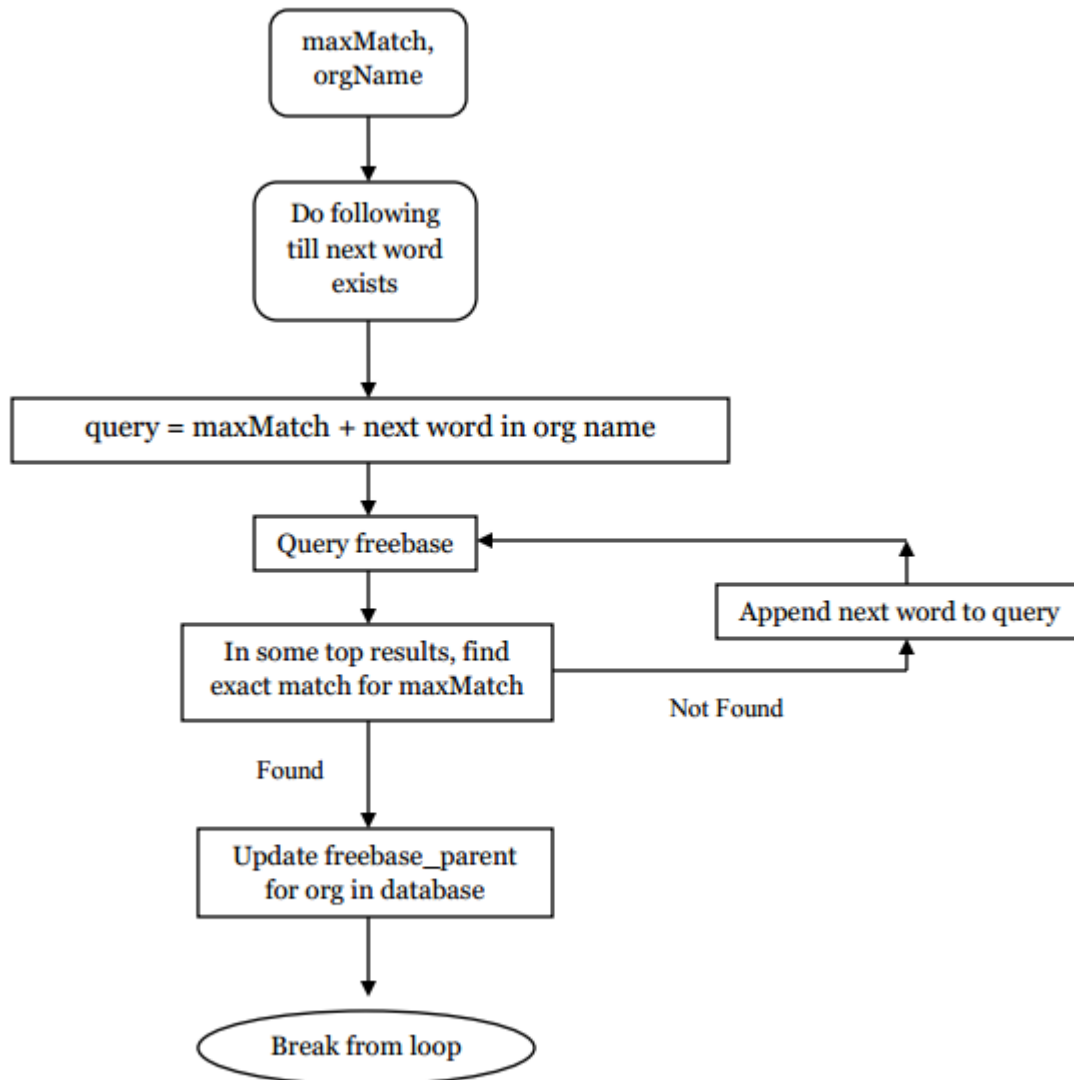 maxMatch,
orgName
Do following
till next word
exists
query = maxMatch + next word in org name
Query freebase
Append next word to query
In some top results, find
exact match for maxMatch
Not Found
Found
Update freebase_parent
for org in database
Break from loop